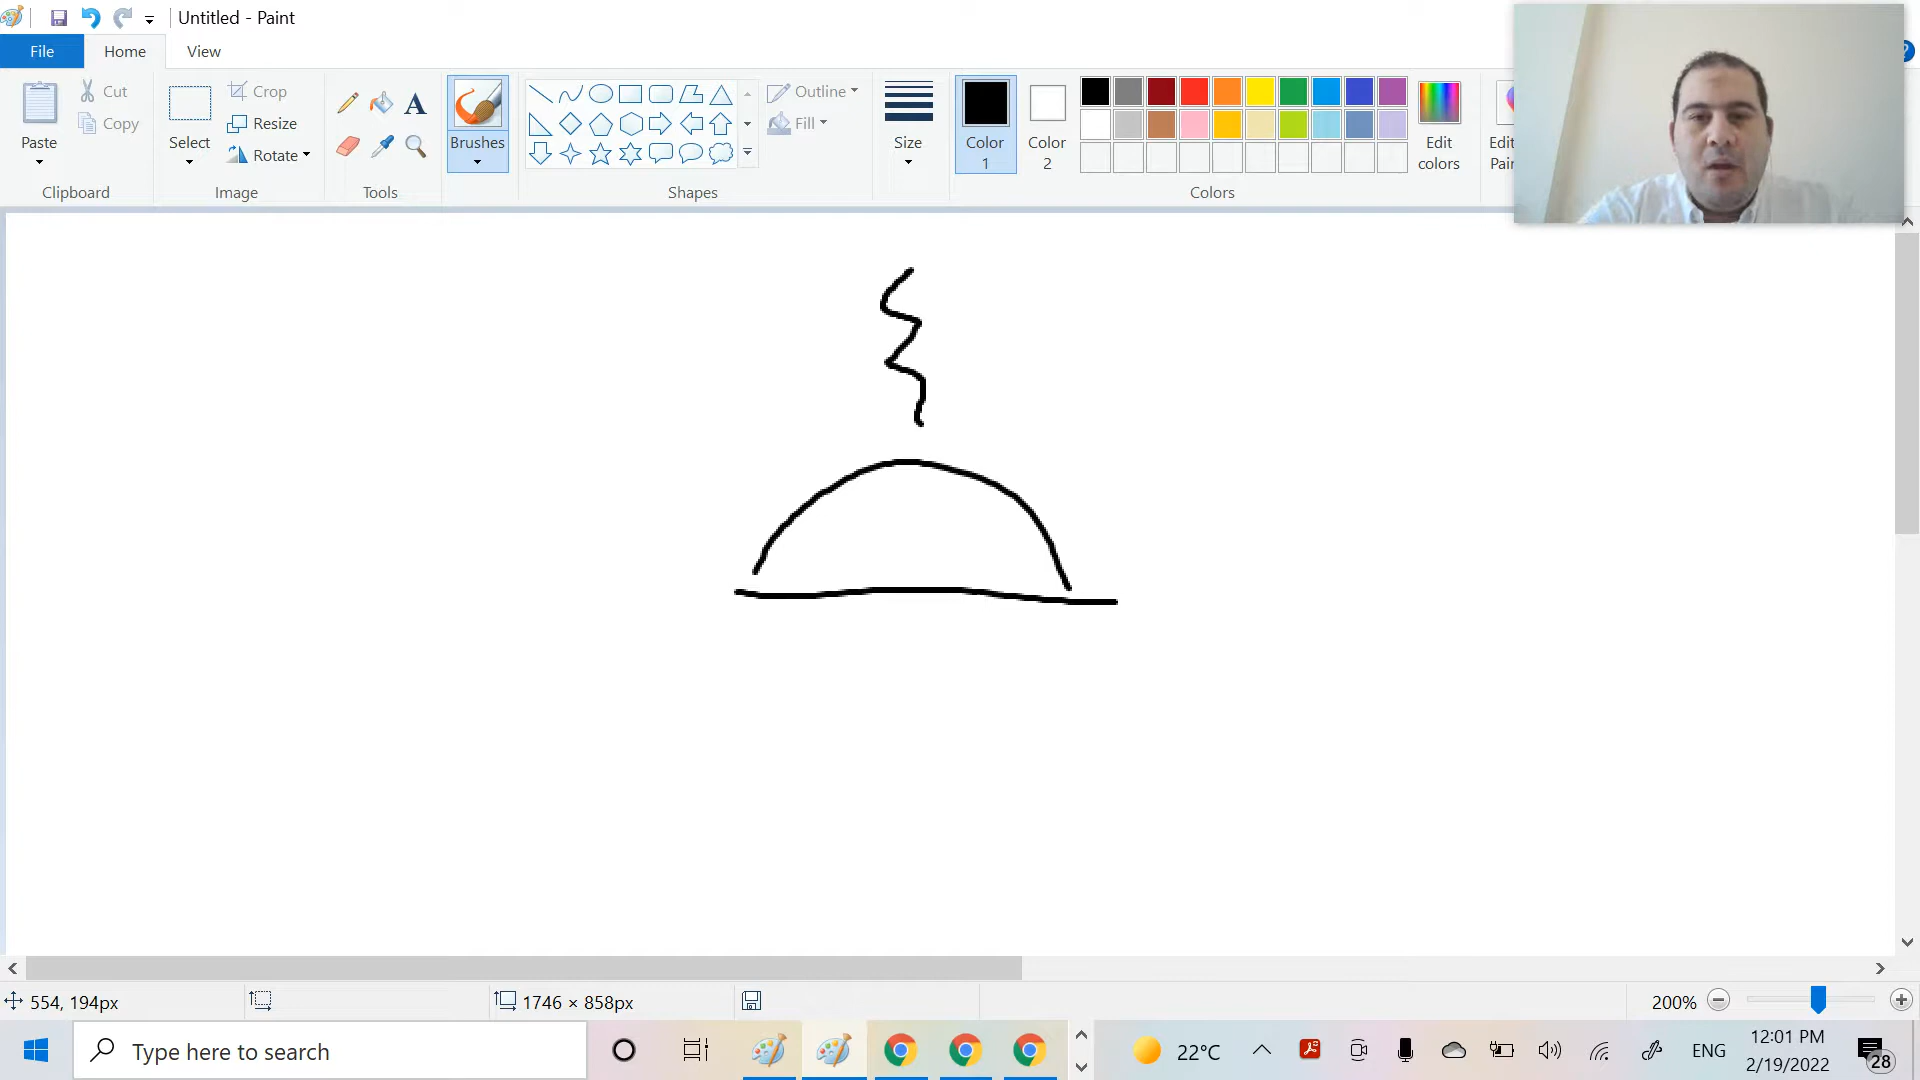 Untitled - Paint
File Home View
Paste
Cut
Copy
Clipboard
Select
Crop
Resize
Rotate
Image
A
Tools
Brushes
Shapes
Outline
Fill
Size
Color 1
Color 2
Edit colors
Colors
Edit
554, 194px
1746 × 858px
200%
Type here to search
22°C
ENG
12:01 PM
2/19/2022
28